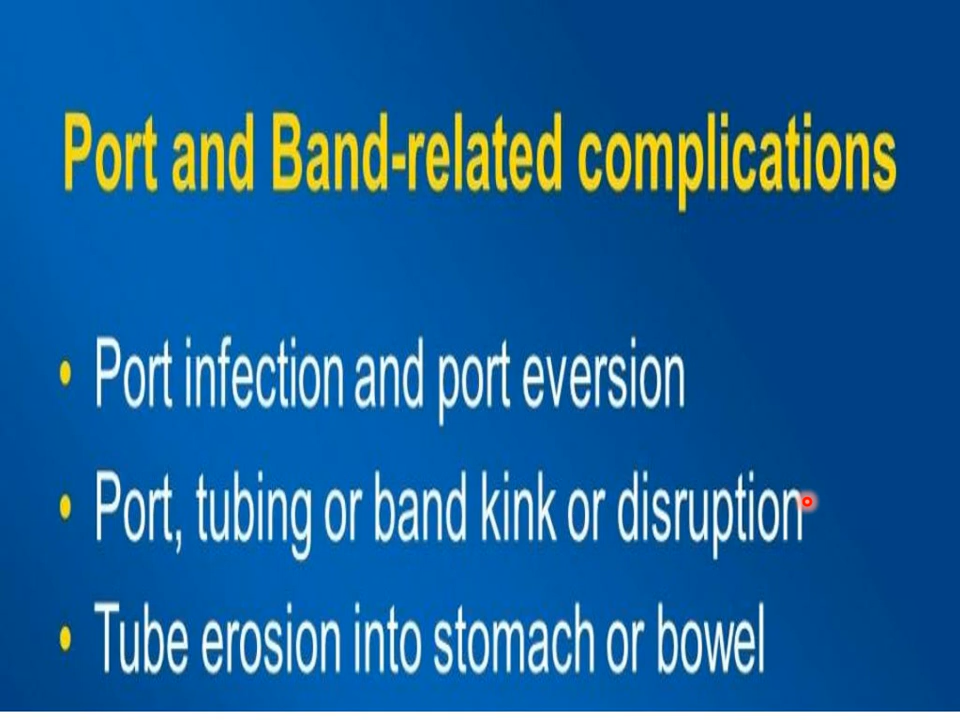 Port and Band-related complications
• Port infection and port eversion
• Port, tubing or band kink or disruption
• Tube erosion into stomach or bowel